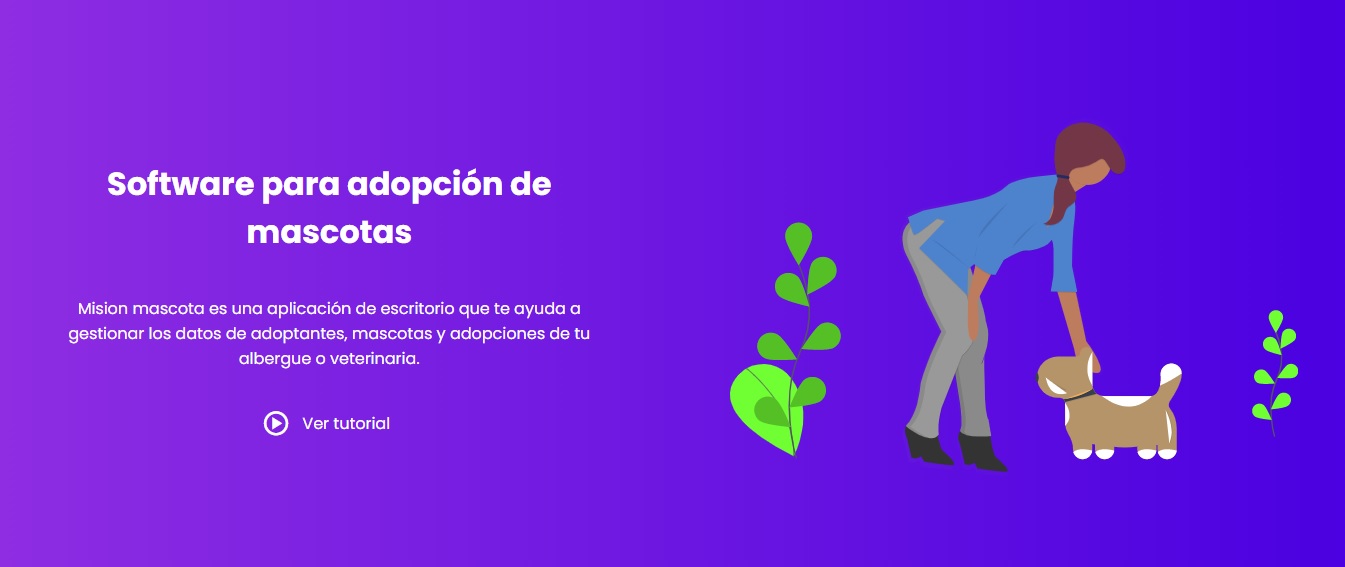 Software para adopción de
mascotas
Mision mascota es una aplicación de escritorio que te ayuda a
gestionar los datos de adoptantes, mascotas y adopciones de tu
albergue o veterinaria.
Ver tutorial